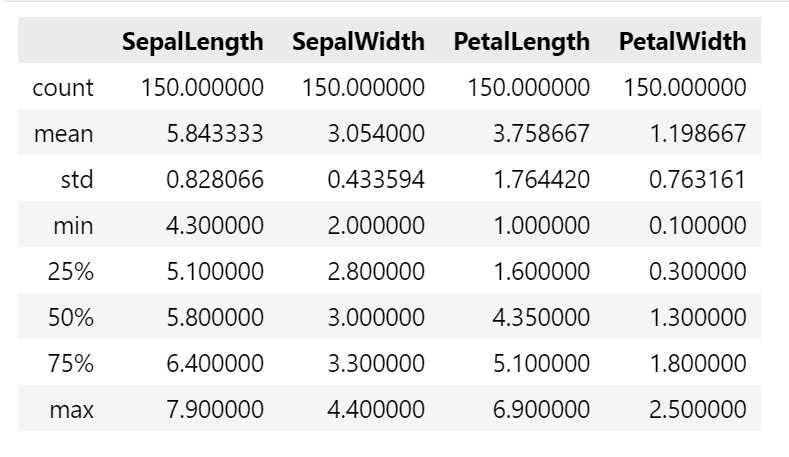 SepalLength SepalWidth PetalLength PetalWidth
count 150.000000 150.000000 150.000000 150.000000
mean 5.843333 3.054000 3.758667 1.198667
std 0.828066 0.433594 1.764420 0.763161
min 4.300000 2.000000 1.000000 0.100000
25% 5.100000 2.800000 1.600000 0.300000
50% 5.800000 3.000000 4.350000 1.300000
75% 6.400000 3.300000 5.100000 1.800000
max 7.900000 4.400000 6.900000 2.500000